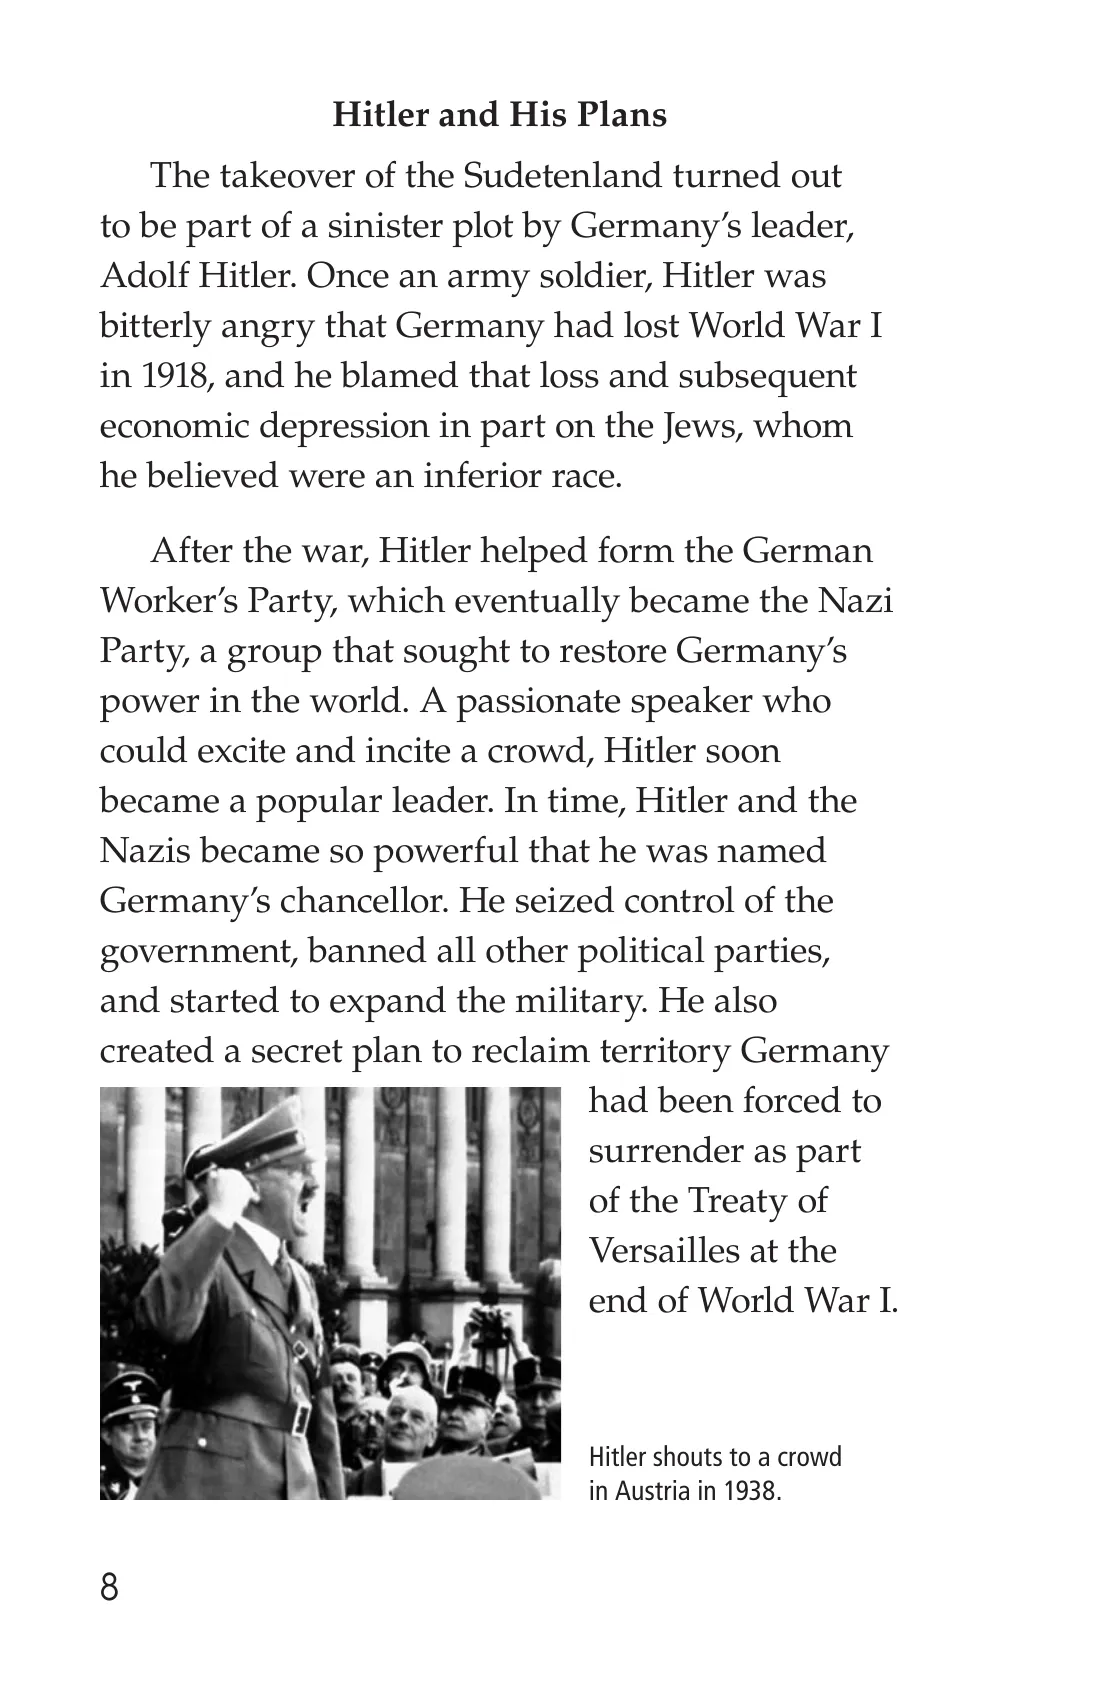 Hitler and His Plans
The takeover of the Sudetenland turned out
to be part of a sinister plot by Germany’s leader,
Adolf Hitler. Once an army soldier, Hitler was
bitterly angry that Germany had lost World War I
in 1918, and he blamed that loss and subsequent
economic depression in part on the Jews, whom
he believed were an inferior race.
After the war, Hitler helped form the German
Worker’s Party, which eventually became the Nazi
Party, a group that sought to restore Germany’s
power in the world. A passionate speaker who
could excite and incite a crowd, Hitler soon
became a popular leader. In time, Hitler and the
Nazis became so powerful that he was named
Germany’s chancellor. He seized control of the
government, banned all other political parties,
and started to expand the military. He also
created a secret plan to reclaim territory Germany
had been forced to
surrender as part
of the Treaty of
Versailles at the
end of World War I.
Hitler shouts to a crowd
in Austria in 1938.
8